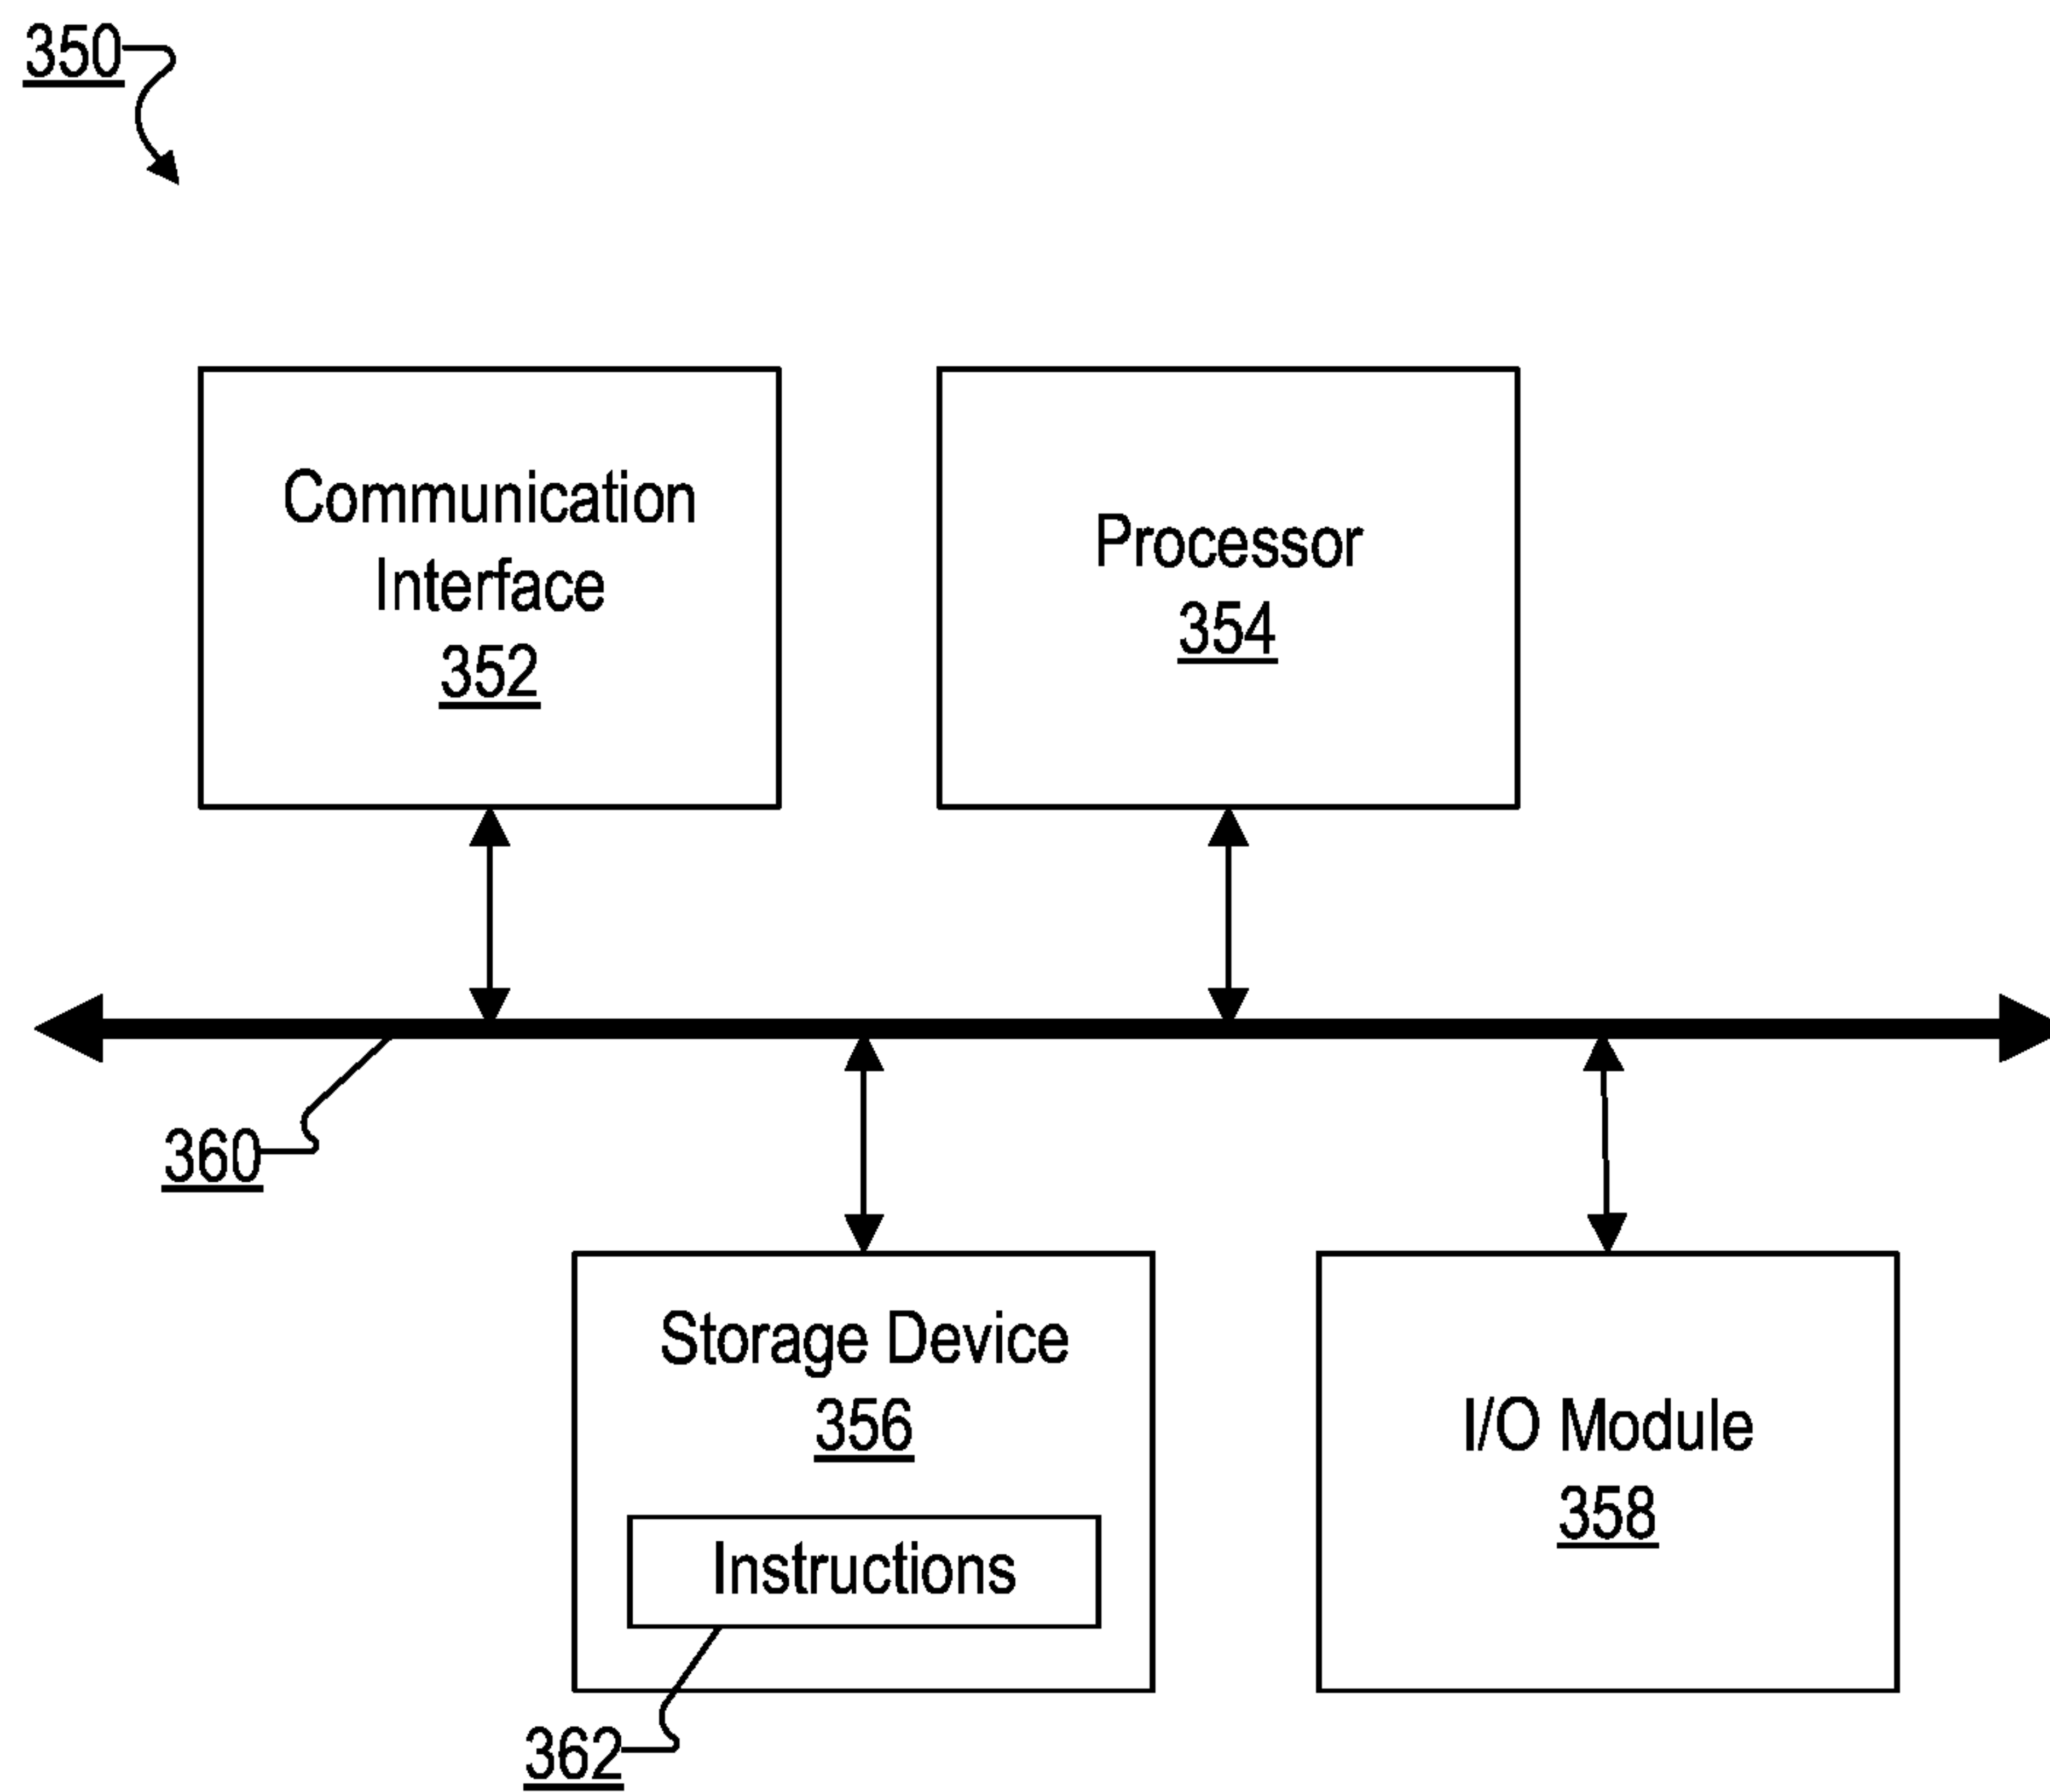 350
Communication
Interface
352
Processor
354
360
Storage Device
356
Instructions
362
I/O Module
358